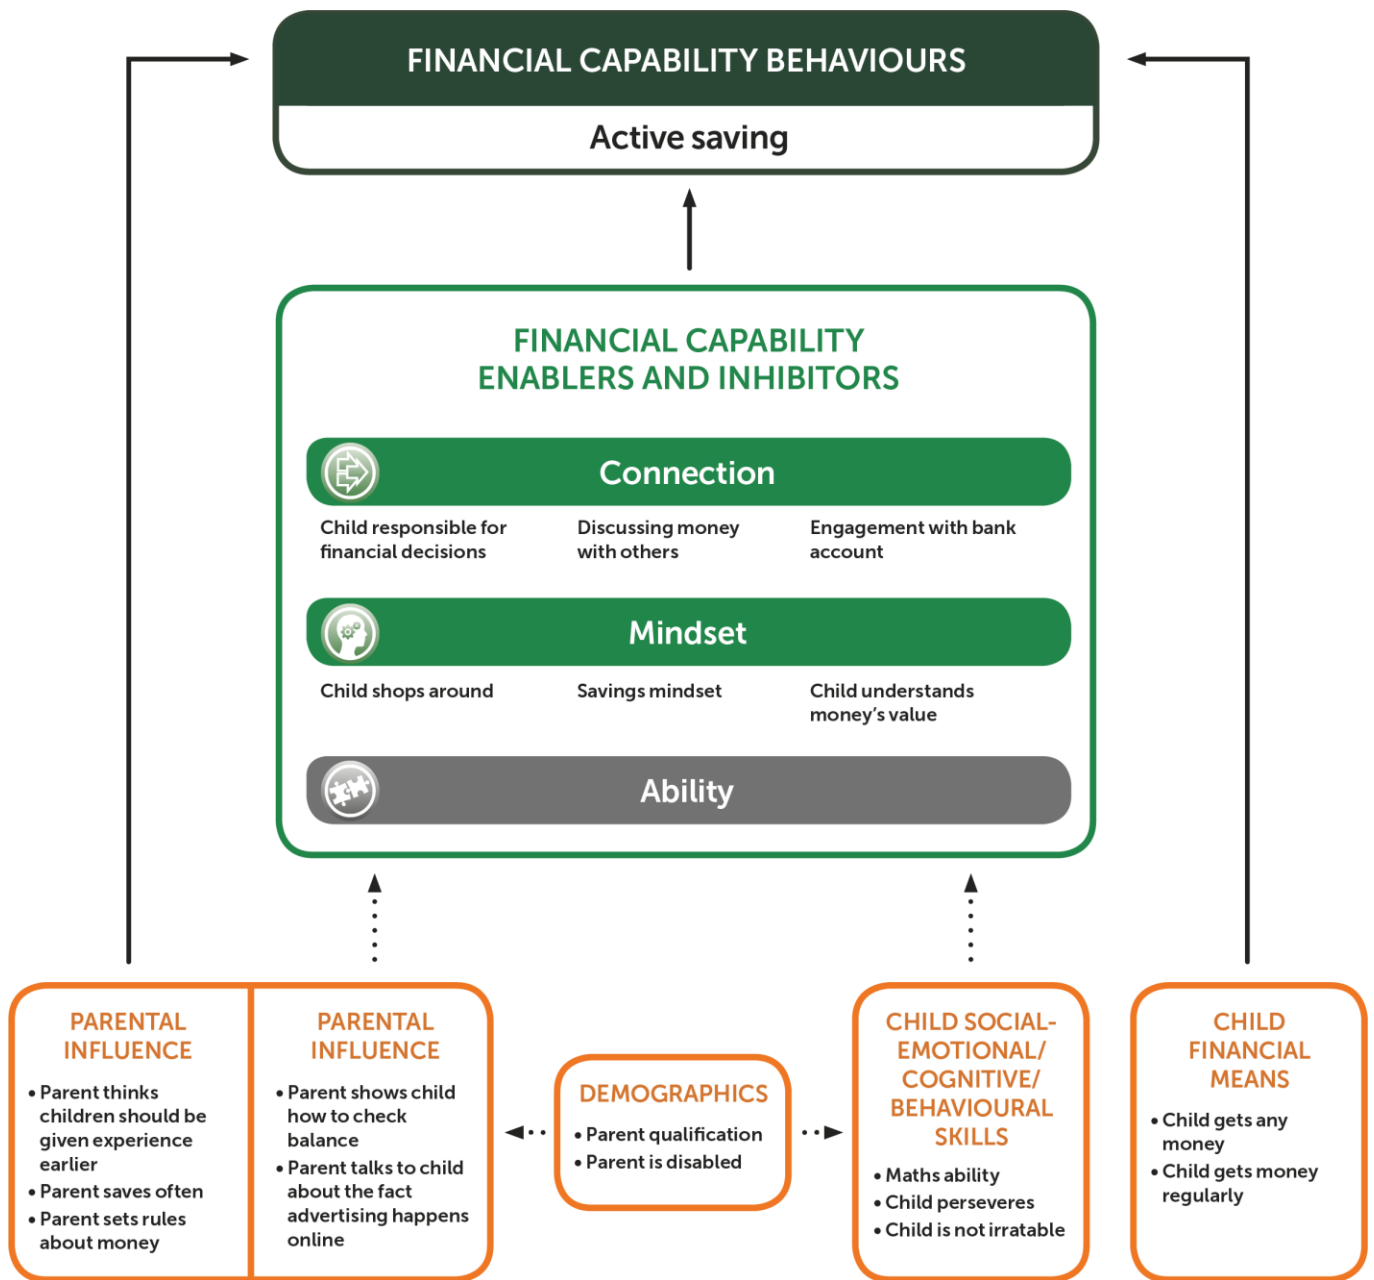 FINANCIAL CAPABILITY BEHAVIOURS
Active saving
FINANCIAL CAPABILITY
ENABLERS AND INHIBITORS
Connection
Child responsible for
financial decisions
Discussing money
with others
Engagement with bank
account
Mindset
Child shops around
Savings mindset
Child understands
money's value
Ability
PARENTAL
INFLUENCE
• Parent thinks
children should be
given experience
earlier
• Parent saves often
• Parent sets rules
about money
PARENTAL
INFLUENCE
• Parent shows child
how to check
balance
• Parent talks to child
about the fact
advertising happens
online
DEMOGRAPHICS
• Parent qualification
• Parent is disabled
CHILD SOCIAL-
EMOTIONAL/
COGNITIVE/
BEHAVIOURAL
SKILLS
• Maths ability
• Child perseveres
• Child is not irratable
CHILD
FINANCIAL
MEANS
• Child gets any
money
• Child gets money
regularly